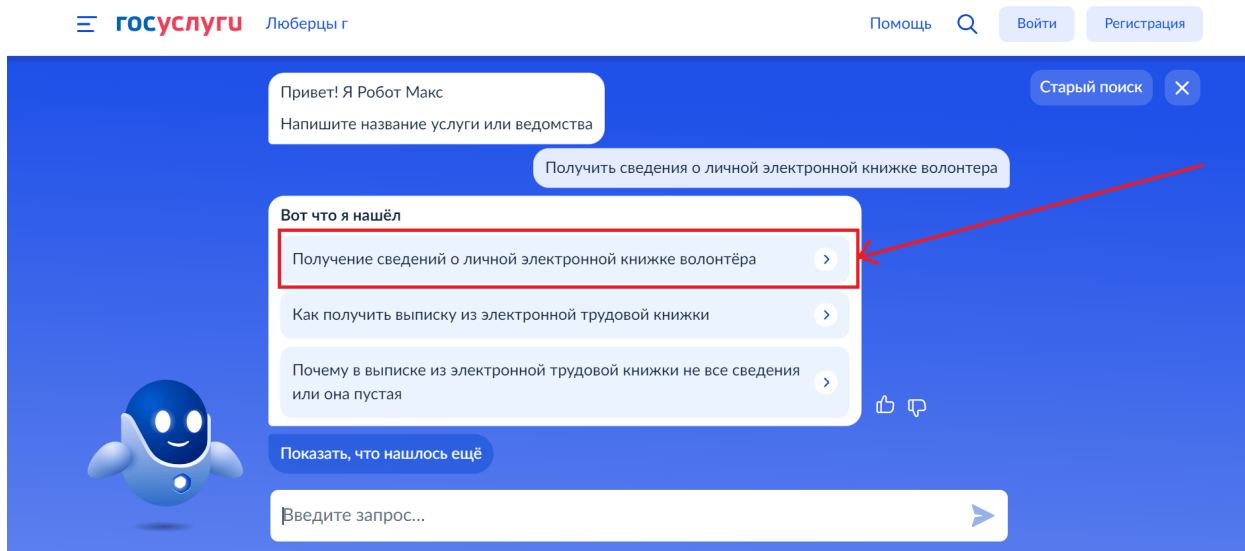 госуслуги Люберцы г Помощь Войти Регистрация
Старый поиск
Привет! Я Робот Макс
Напишите название услуги или ведомства
Получить сведения о личной электронной книжке волонтера
Вот что я нашёл
Получение сведений о личной электронной книжке волонтёра
Как получить выписку из электронной трудовой книжки
Почему в выписке из электронной трудовой книжки не все сведения
или она пустая
Показать, что нашлось ещё
Введите запрос...